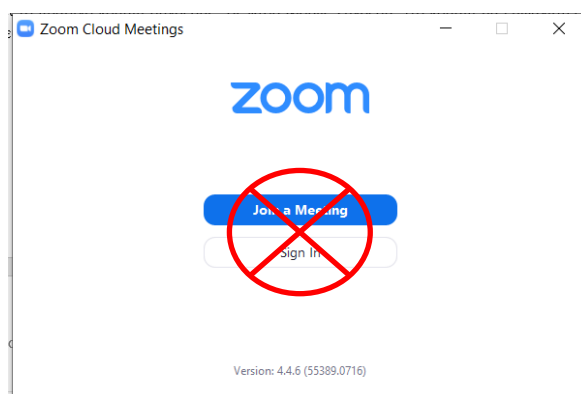 Zoom Cloud Meetings
zoom
Join a Meeting
Sign In
Version: 4.4.6 (55389.0716)